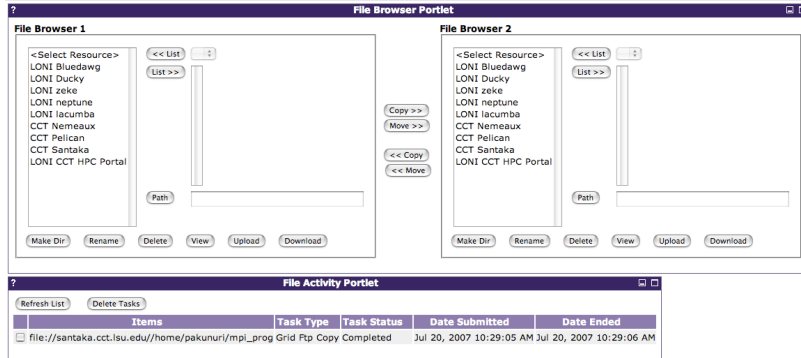 ? File Browser Portlet
File Browser 1
<Select Resource>
LONI Bluedawg
LONI Ducky
LONI zeke
LONI neptune
LONI lacumba
CCT Nemeaux
CCT Pelican
CCT Santaka
LONI CCT HPC Portal
<< List
List >>
Path
Make Dir Rename Delete View Upload Download
Copy >>
Move >>
<< Copy
<< Move
File Browser 2
<Select Resource>
LONI Bluedawg
LONI Ducky
LONI zeke
LONI neptune
LONI lacumba
CCT Nemeaux
CCT Pelican
CCT Santaka
LONI CCT HPC Portal
<< List
List >>
Path
Make Dir Rename Delete View Upload Download
? File Activity Portlet
Refresh List Delete Tasks
Items Task Type Task Status Date Submitted Date Ended
file://santaka.cct.lsu.edu//home/pakunuri/mpi_prog Grid Ftp Copy Completed Jul 20, 2007 10:29:05 AM Jul 20, 2007 10:29:06 AM